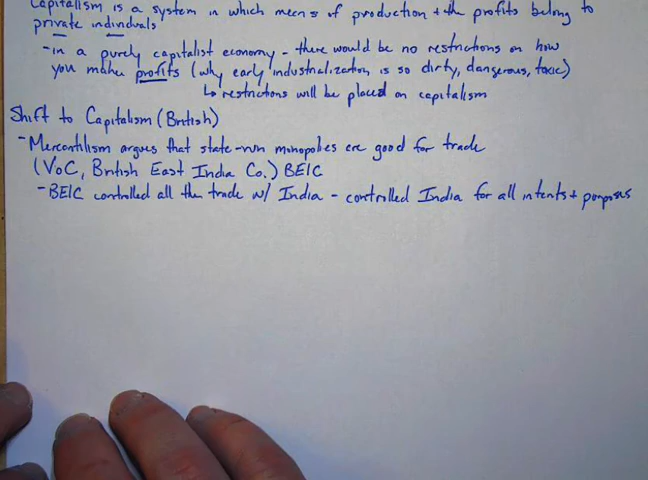 Capitalism is a system in which means of production + the profits belong to
private individuals
- in a purely capitalist economy - there would be no restrictions on how
you make profits (why early industrialization is so dirty, dangerous, toxic)
↳ restrictions will be placed on capitalism
Shift to Capitalism (British)
- Mercantilism argues that state-run monopolies are good for trade
(VoC, British East India Co.) BEIC
- BEIC controlled all the trade w/ India - controlled India for all intents + purposes